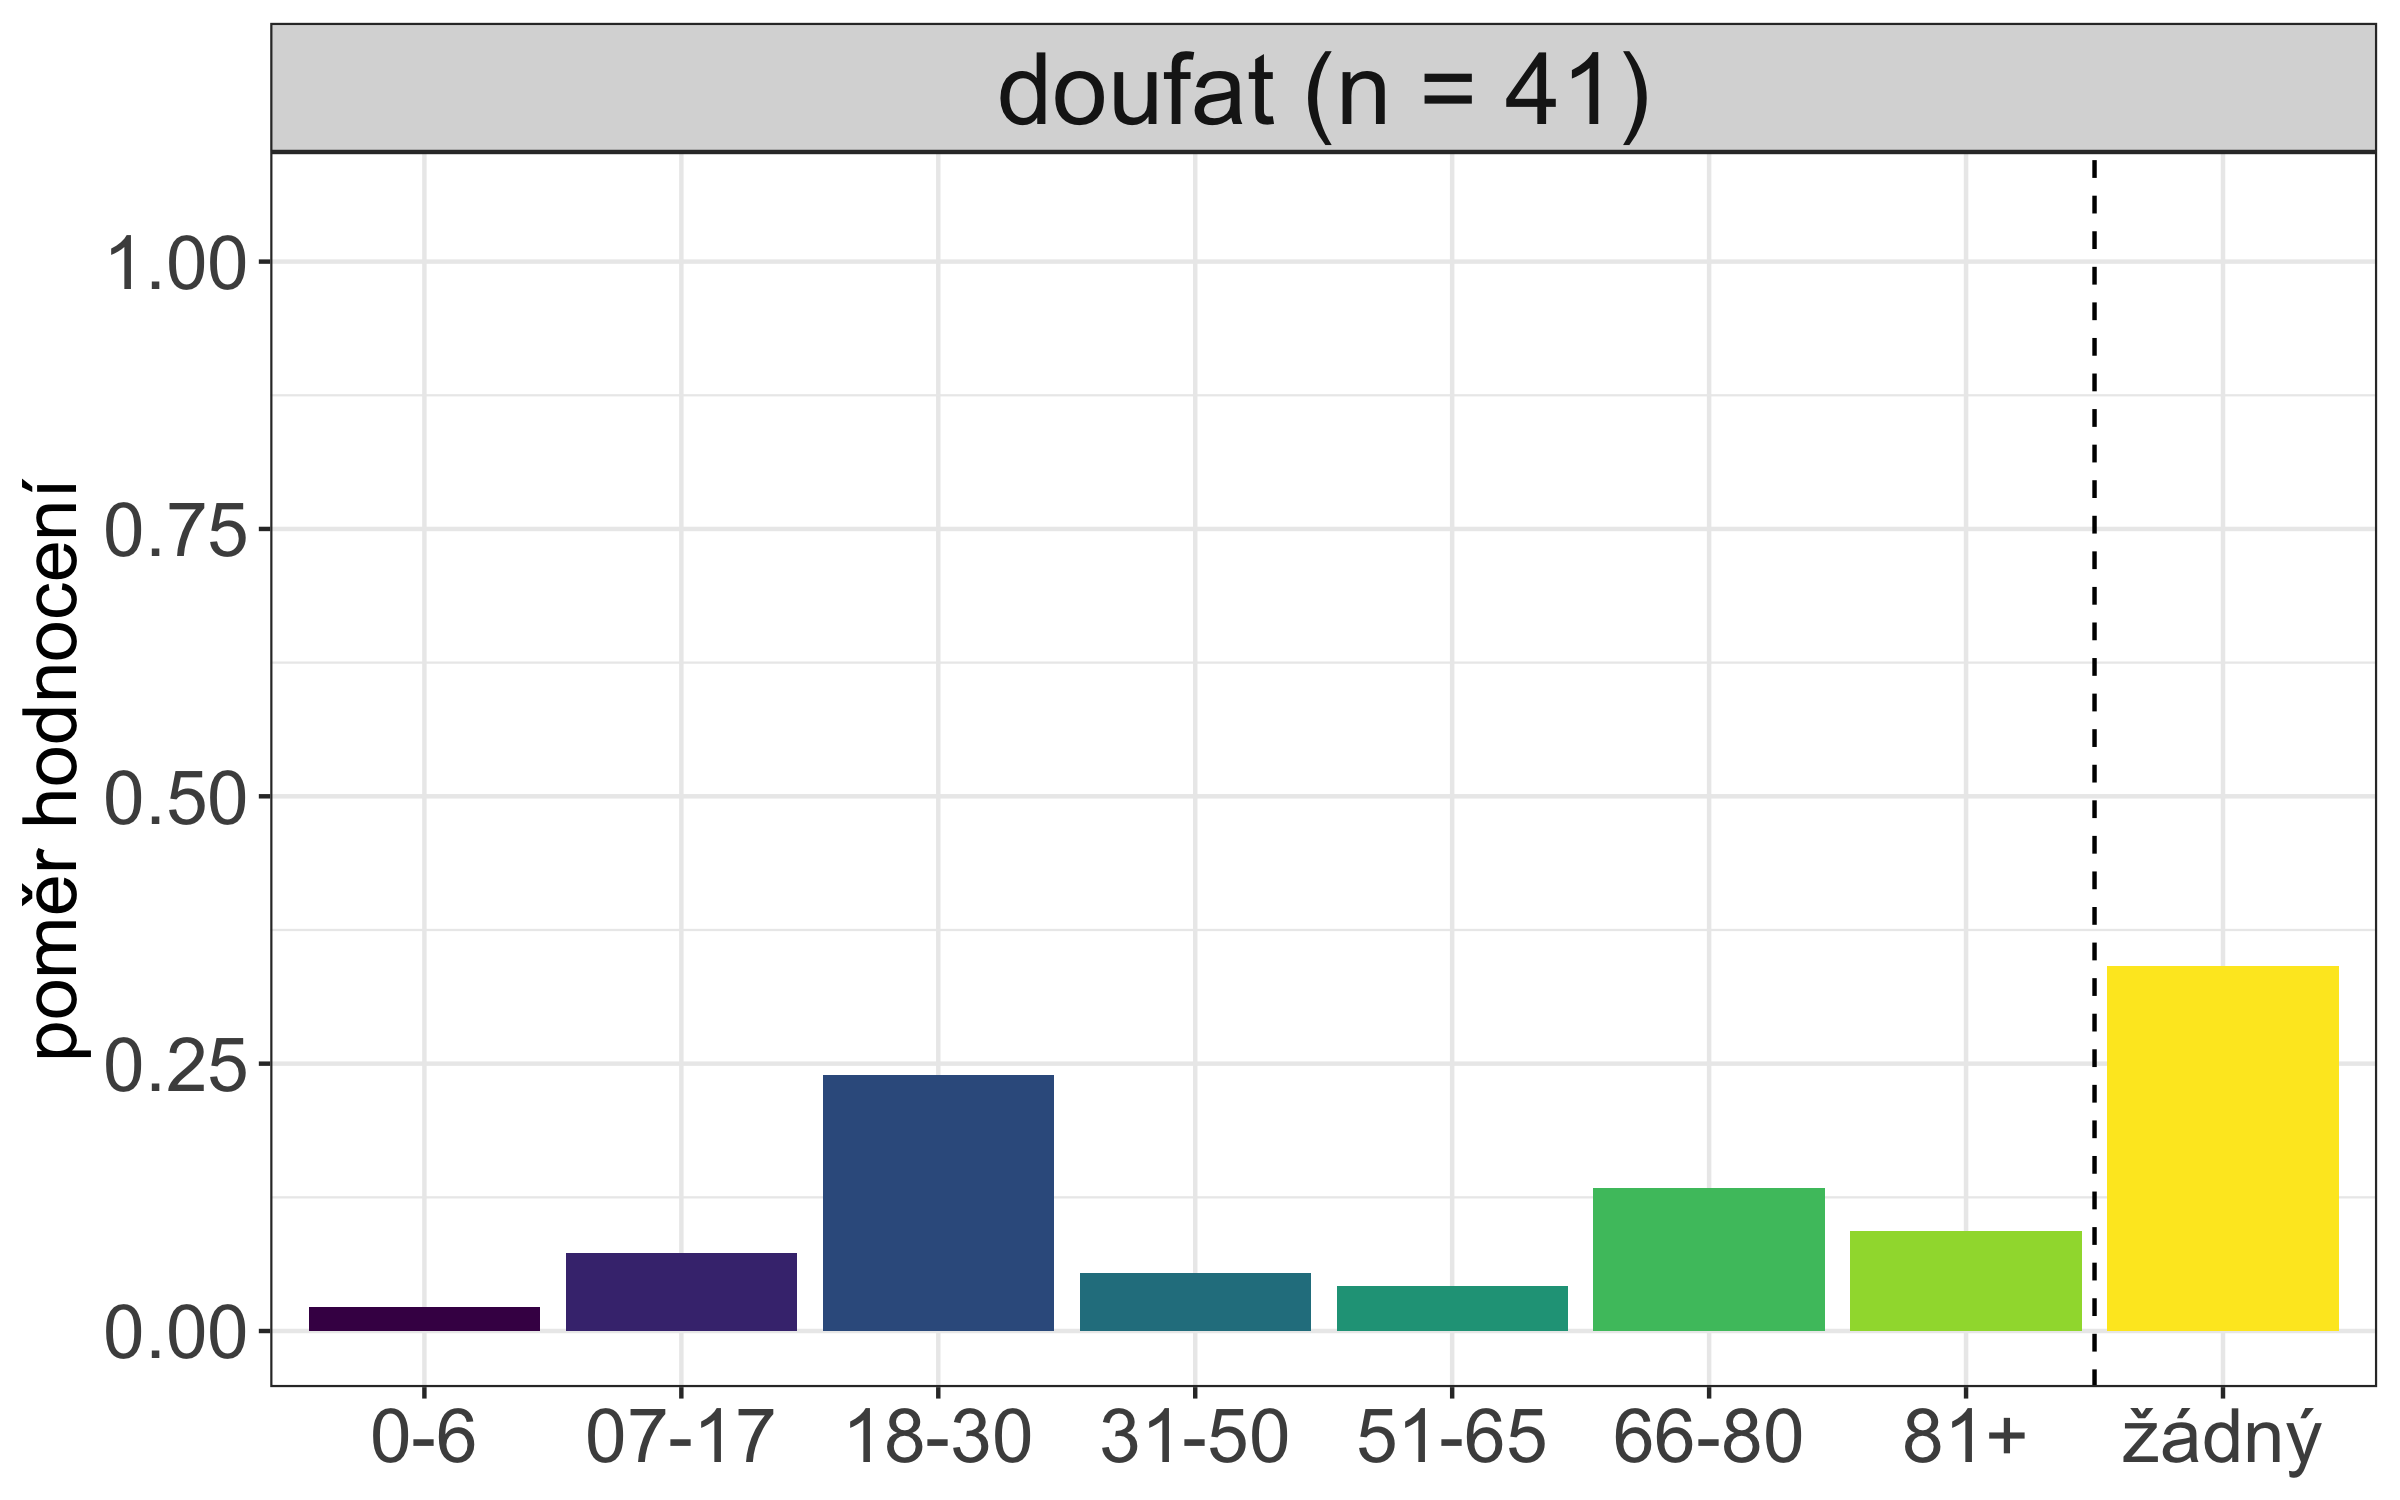 doufat (n = 41)
poměr hodnocení
1.00
0.75
0.50
0.25
0.00
0-6 07-17 18-30 31-50 51-65 66-80 81+ žádný